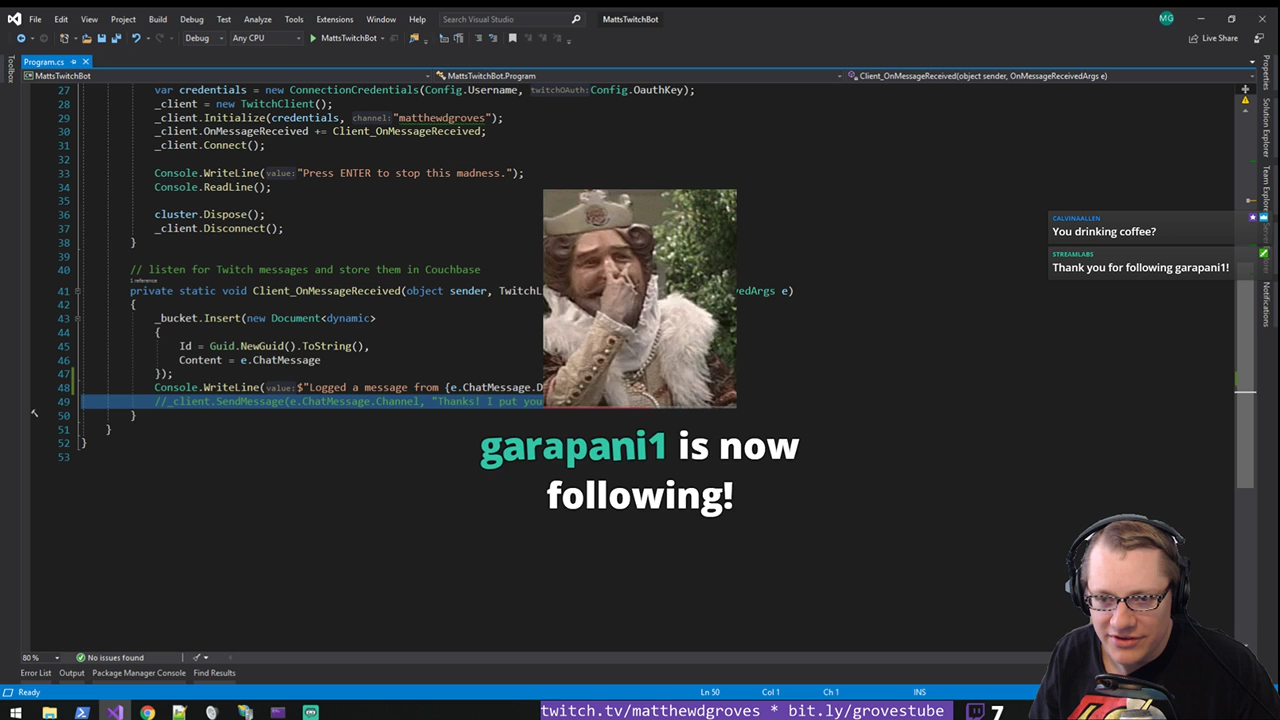 File Edit View Project Build Debug Test Analyze Tools Extensions Window Help Search Visual Studio MattsTwitchBot MG
Debug Any CPU MattsTwitchBot Live Share
Program.cs
MattsTwitchBot MattsTwitchBot.Program Client_OnMessageReceived(object sender, OnMessageReceivedArgs e)
27 var credentials = new ConnectionCredentials(Config.Username, twitchOAuth:Config.OauthKey);
28 _client = new TwitchClient();
29 _client.Initialize(credentials, channel:"matthewdgroves");
30 _client.OnMessageReceived += Client_OnMessageReceived;
31 _client.Connect();
32
33 Console.WriteLine(value:"Press ENTER to stop this madness.");
34 Console.ReadLine();
35
36 cluster.Dispose();
37 _client.Disconnect();
38 }
39
40 // listen for Twitch messages and store them in Couchbase
1 reference
41 private static void Client_OnMessageReceived(object sender, TwitchL edArgs e)
42 {
43 _bucket.Insert(new Document<dynamic>
44 {
45 Id = Guid.NewGuid().ToString(),
46 Content = e.ChatMessage
47 });
48 Console.WriteLine(value:$"Logged a message from {e.ChatMessage.D
49 //_client.SendMessage(e.ChatMessage.Channel, "Thanks! I put you
50 }
51 }
52 }
53
garapani1 is now
following!
CALVINAALLEN
You drinking coffee?
STREAMLABS
Thank you for following garapani1!
Toolbox
Properties
Solution Explorer
Team Explorer
Notifications
80 % No issues found
Error List Output Package Manager Console Find Results
Ready Ln 50 Col 1 Ch 1 INS
twitch.tv/matthewdgroves * bit.ly/grovestube 7